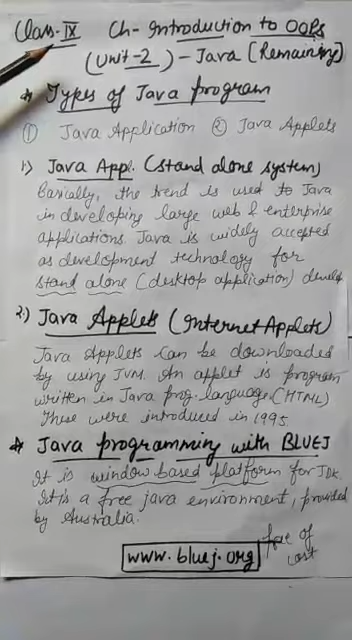 Class-IX Ch- Introduction to OOPs
(Unit-2) - Java (Remaining)
* Types of Java program
① Java Application ② Java Applets
1) Java Appl. (Stand alone system)
Basically, the trend is used to Java
in developing large web & enterprise
applications. Java is widely accepted
as development technology for
stand alone (desktop application)
2.) Java Applets (Internet Applets)
Java Applets can be downloaded
by using JVM. An applet is program
written in Java prog. language (HTML)
These were introduced in 1995.
* Java programming with BLUEJ
It is window based platform for JDK.
It is a free java environment, provided
by Australia.
free of
cost
www.bluej.org